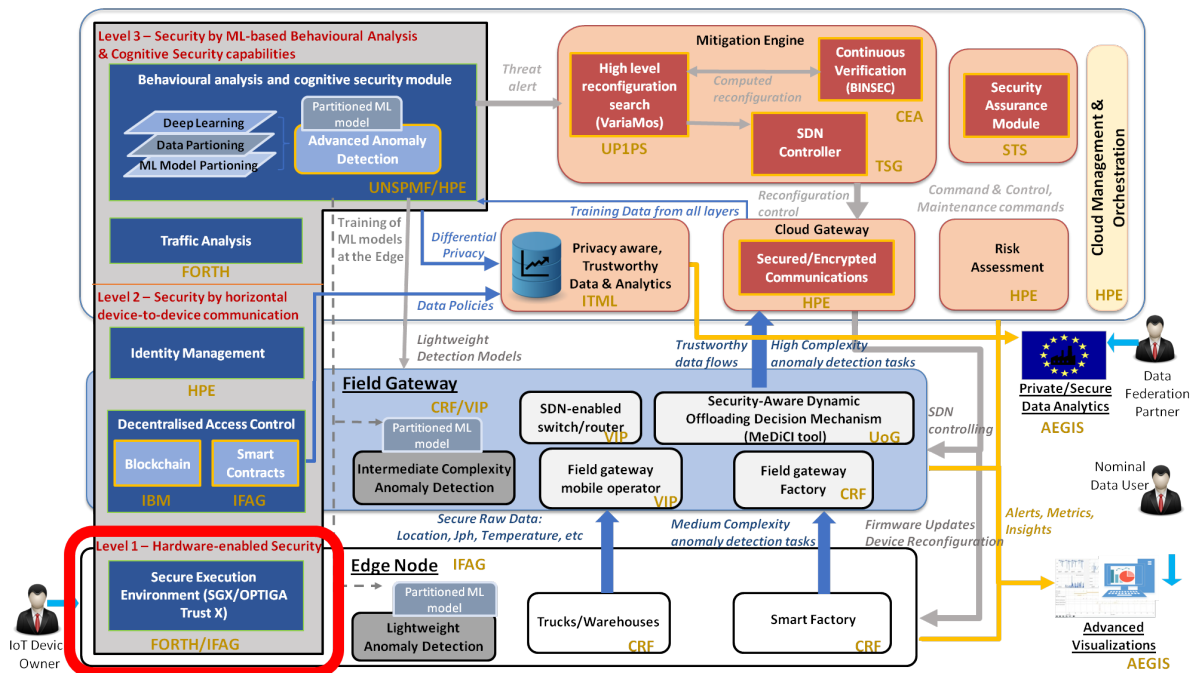 Level 3 – Security by ML-based Behavioural Analysis
& Cognitive Security capabilities
Behavioural analysis and cognitive security module
Deep Learning
Data Partioning
ML Model Partioning
Partitioned ML
model
Advanced Anomaly
Detection
UNSPMF/HPE
Traffic Analysis
FORTH
Level 2 – Security by horizontal
device-to-device communication
Identity Management
HPE
Decentralised Access Control
Blockchain
Smart
Contracts
IBM
IFAG
Level 1 – Hardware-enabled Security
Secure Execution
Environment (SGX/OPTIGA
Trust X)
FORTH/IFAG
IoT Device
Owner
Threat
alert
Mitigation Engine
High level
reconfiguration
search
(VariaMos)
UP1PS
Computed
reconfiguration
Continuous
Verification
(BINSEC)
CEA
SDN
Controller
TSG
Security
Assurance
Module
STS
Cloud Management &
Orchestration
HPE
Training of
ML models
at the Edge
Training Data from all layers
Reconfiguration
control
Command & Control,
Maintenance commands
Differential
Privacy
Data Policies
Privacy aware,
Trustworthy
Data & Analytics
ITML
Cloud Gateway
Secured/Encrypted
Communications
HPE
Risk
Assessment
HPE
Lightweight
Detection Models
Trustworthy
data flows
High Complexity
anomaly detection tasks
Private/Secure
Data Analytics
AEGIS
Data
Federation
Partner
Field Gateway
CRF/VIP
Partitioned ML
model
Intermediate Complexity
Anomaly Detection
SDN-enabled
switch/router
VIP
Security-Aware Dynamic
Offloading Decision Mechanism
(MeDiCI tool)
UoG
Field gateway
mobile operator
VIP
Field gateway
Factory
CRF
SDN
controlling
Nominal
Data User
Secure Raw Data:
Location, Jph, Temperature, etc
Medium Complexity
anomaly detection tasks
Firmware Updates
Device Reconfiguration
Alerts, Metrics,
Insights
Edge Node
IFAG
Partitioned ML
model
Lightweight
Anomaly Detection
Trucks/Warehouses
CRF
Smart Factory
CRF
Advanced
Visualizations
AEGIS